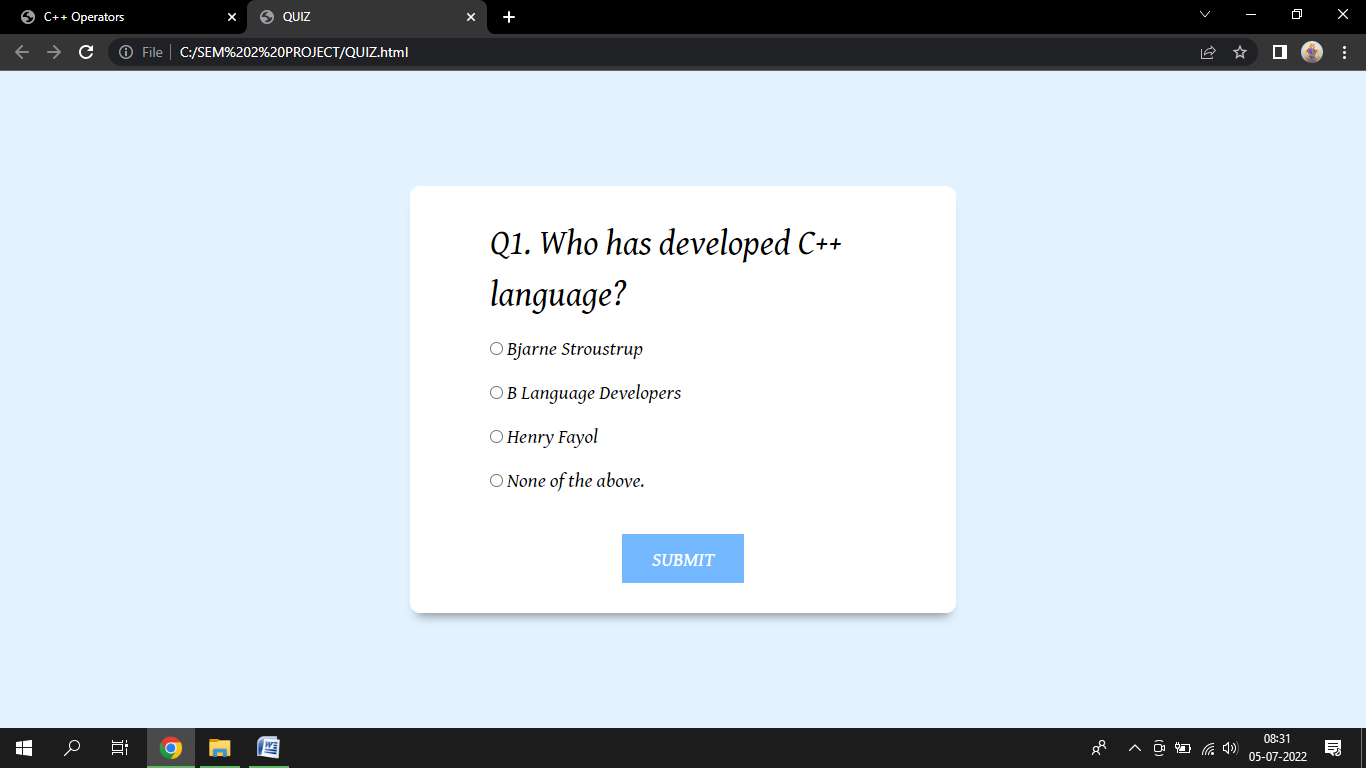 C++ Operators
QUIZ
File
C:/SEM%202%20PROJECT/QUIZ.html
Q1. Who has developed C++
language?
Bjarne Stroustrup
B Language Developers
Henry Fayol
None of the above.
SUBMIT
08:31
05-07-2022